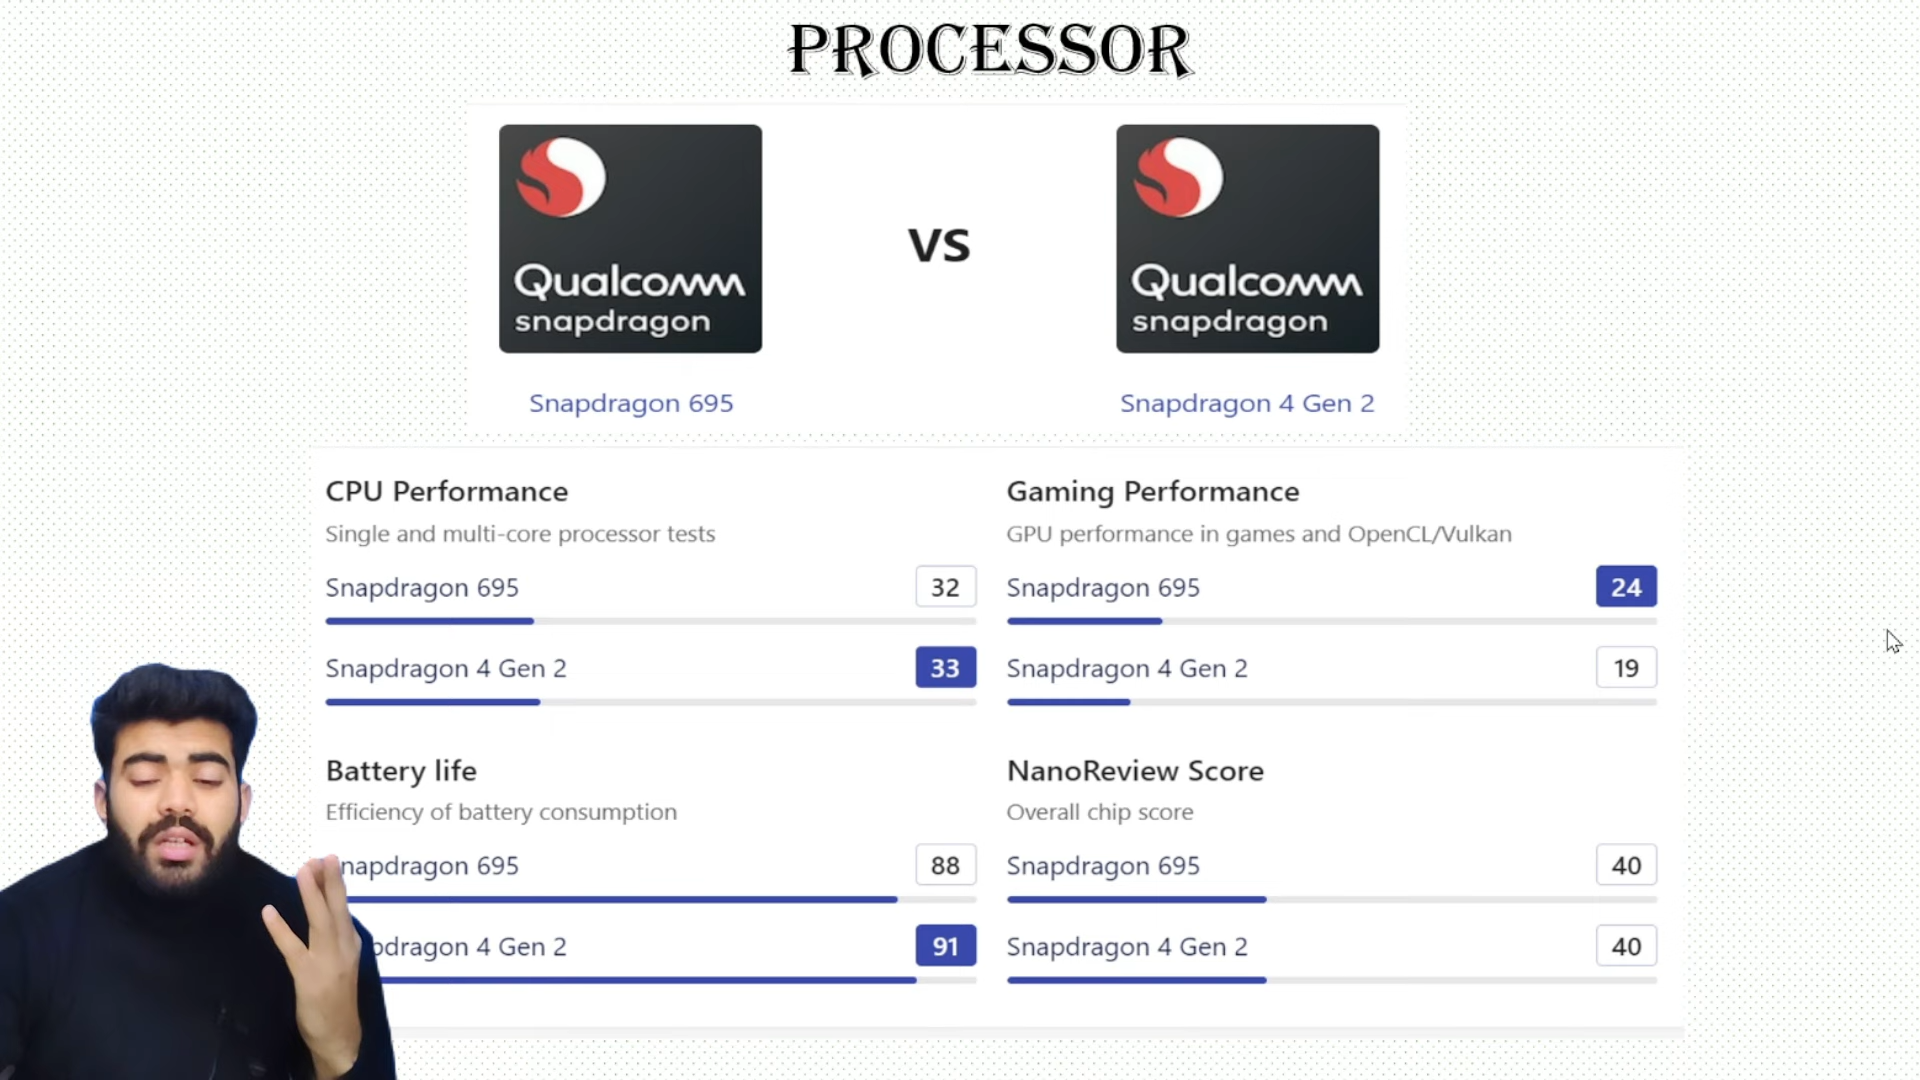 PROCESSOR
Qualcomm
snapdragon
VS
Qualcomm
snapdragon
Snapdragon 695
Snapdragon 4 Gen 2
CPU Performance
Single and multi-core processor tests
Snapdragon 695 32
Snapdragon 4 Gen 2 33
Gaming Performance
GPU performance in games and OpenCL/Vulkan
Snapdragon 695 24
Snapdragon 4 Gen 2 19
Battery life
Efficiency of battery consumption
napdragon 695 88
dragon 4 Gen 2 91
NanoReview Score
Overall chip score
Snapdragon 695 40
Snapdragon 4 Gen 2 40